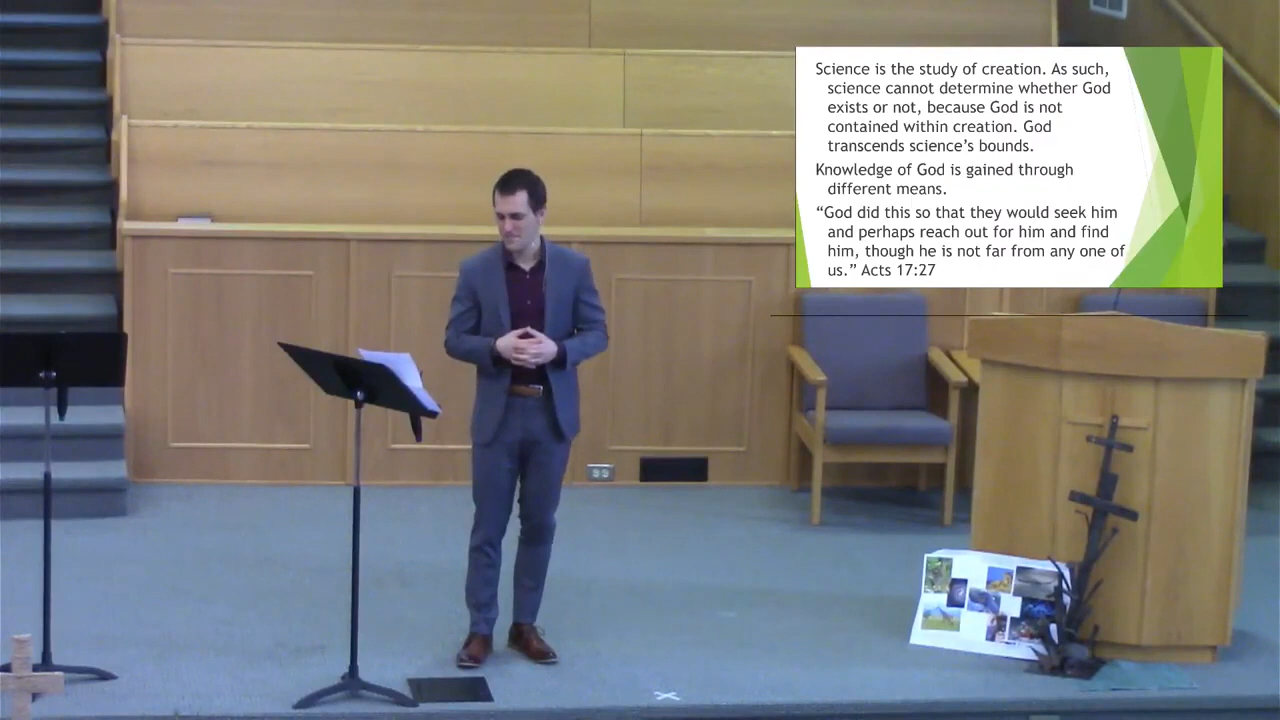 Science is the study of creation. As such,
science cannot determine whether God
exists or not, because God is not
contained within creation. God
transcends science’s bounds.
Knowledge of God is gained through
different means.
“God did this so that they would seek him
and perhaps reach out for him and find
him, though he is not far from any one of
us.” Acts 17:27